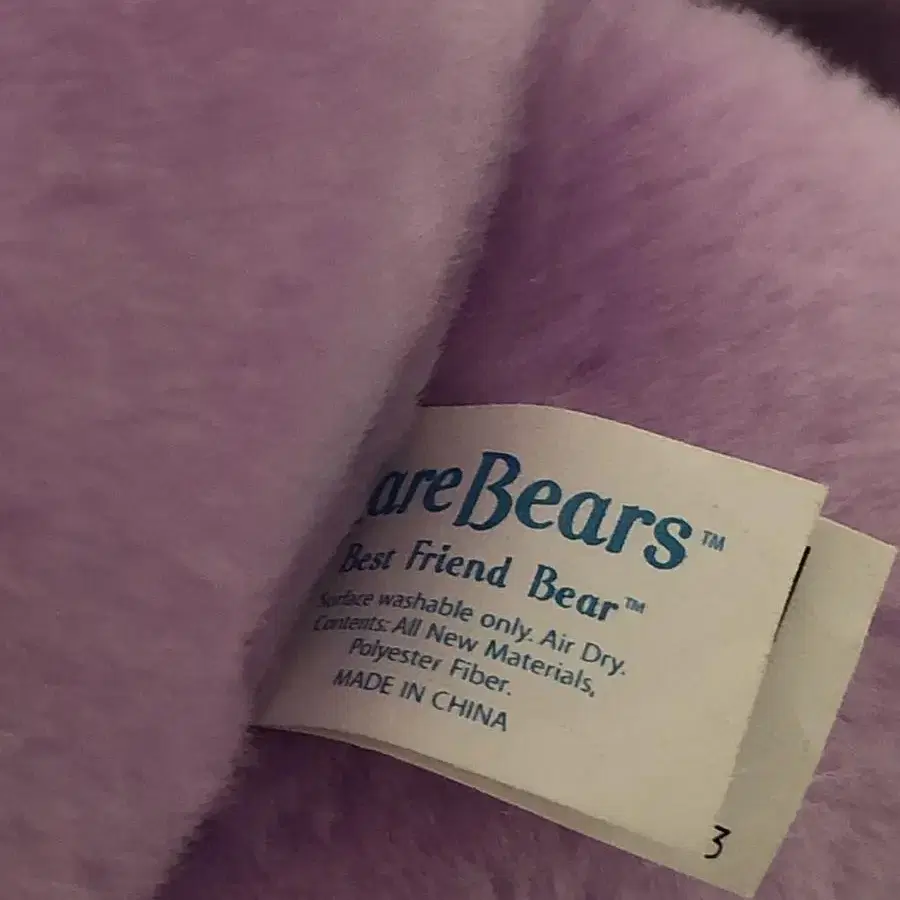 areBears™
Best Friend Bear™
Surface washable only. Air Dry.
Contents: All New Materials,
Polyester Fiber.
MADE IN CHINA
3